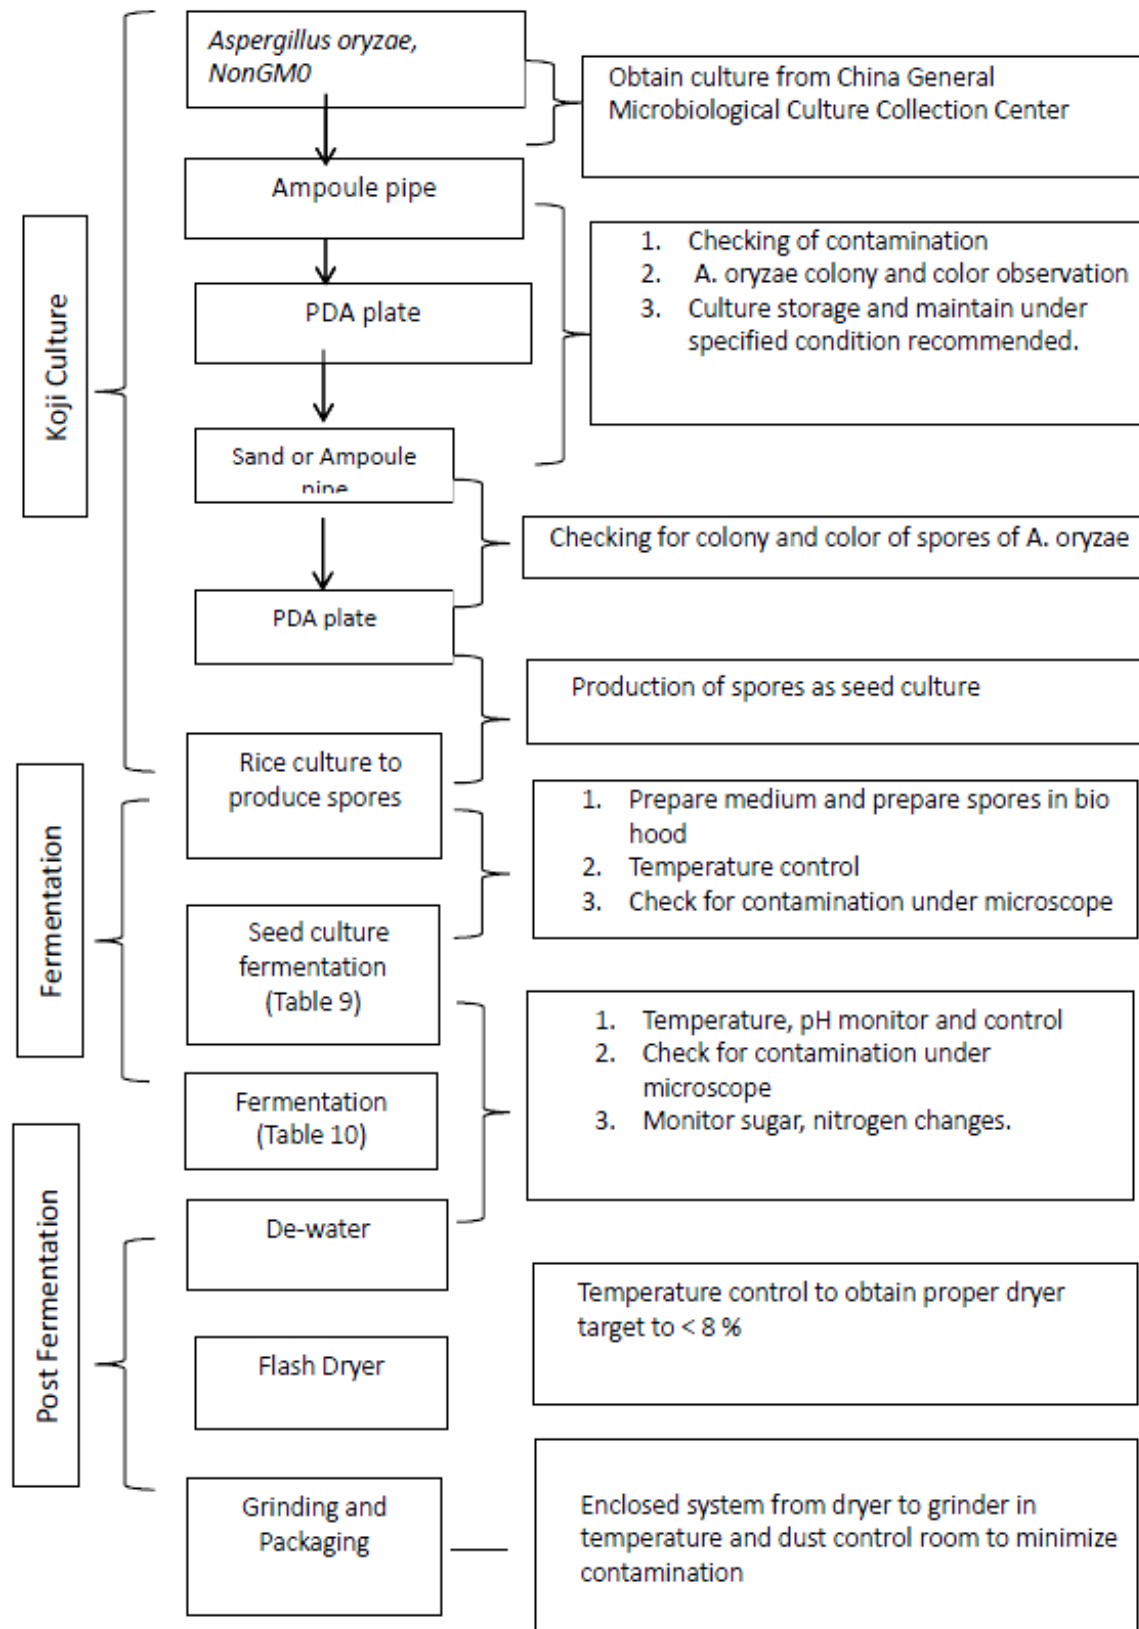 Aspergillus oryzae,
NonGM0
Obtain culture from China General
Microbiological Culture Collection Center
Ampoule pipe
1. Checking of contamination
2. A. oryzae colony and color observation
3. Culture storage and maintain under
specified condition recommended.
PDA plate
Koji Culture
Sand or Ampoule
pipe
Checking for colony and color of spores of A. oryzae
PDA plate
Production of spores as seed culture
Rice culture to
produce spores
1. Prepare medium and prepare spores in bio
hood
2. Temperature control
3. Check for contamination under microscope
Fermentation
Seed culture
fermentation
(Table 9)
1. Temperature, pH monitor and control
2. Check for contamination under
microscope
3. Monitor sugar, nitrogen changes.
Fermentation
(Table 10)
De-water
Post Fermentation
Temperature control to obtain proper dryer
target to < 8 %
Flash Dryer
Grinding and
Packaging
Enclosed system from dryer to grinder in
temperature and dust control room to minimize
contamination